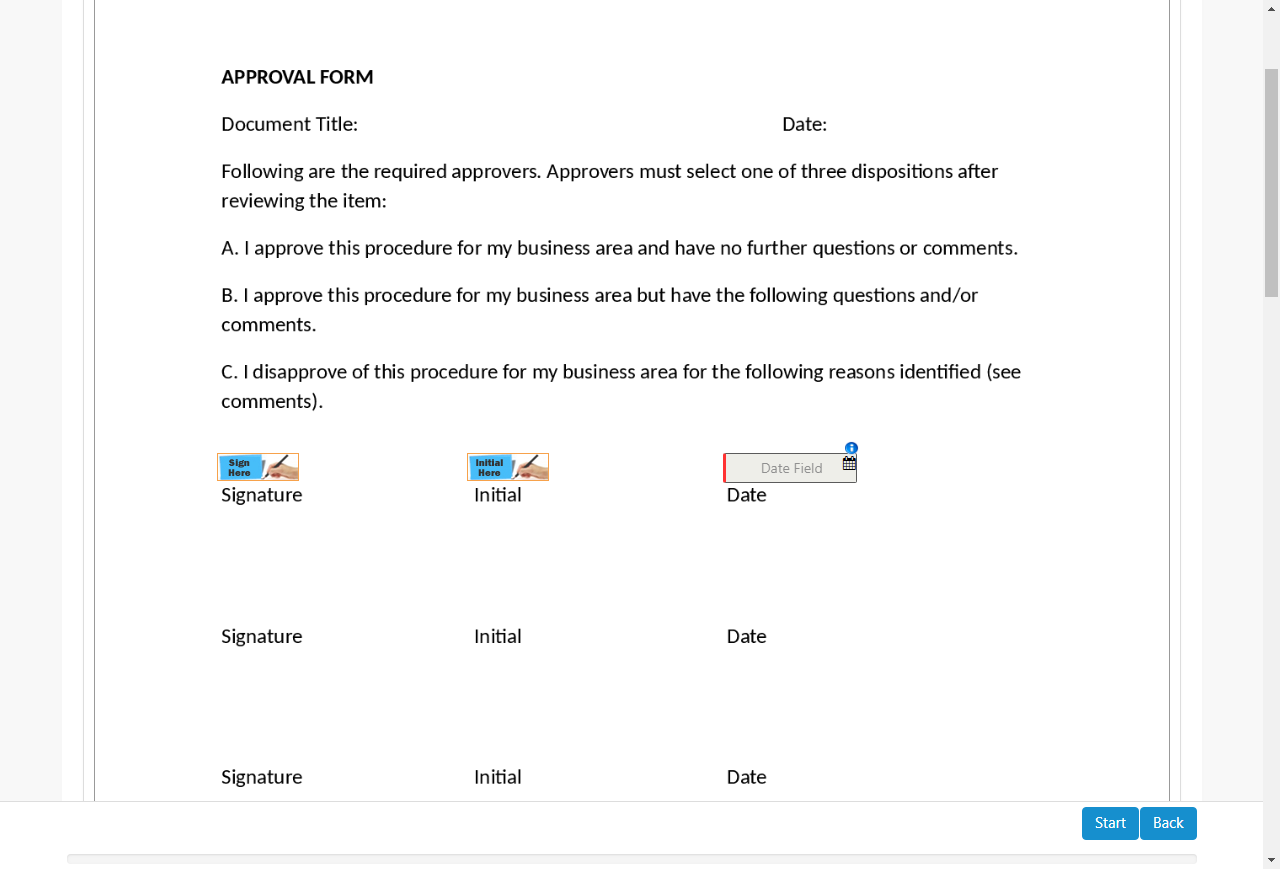 APPROVAL FORM
Document Title: Date:
Following are the required approvers. Approvers must select one of three dispositions after
reviewing the item:
A. I approve this procedure for my business area and have no further questions or comments.
B. I approve this procedure for my business area but have the following questions and/or
comments.
C. I disapprove of this procedure for my business area for the following reasons identified (see
comments).
Sign
Here
Initial
Here
Date Field
Signature Initial Date
Signature Initial Date
Signature Initial Date
Start Back